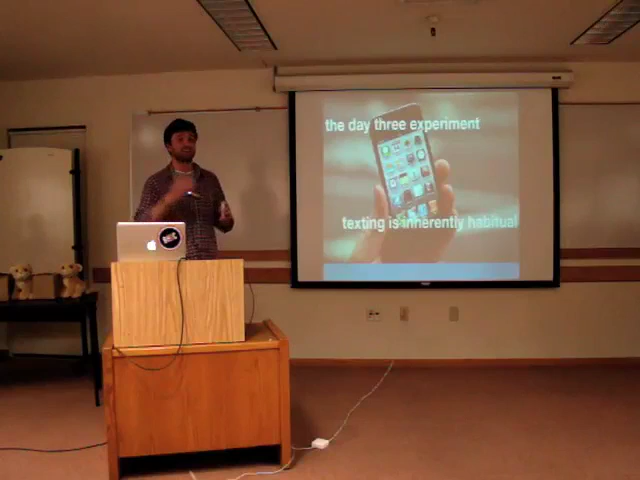 the day three experiment
texting is inherently habitual